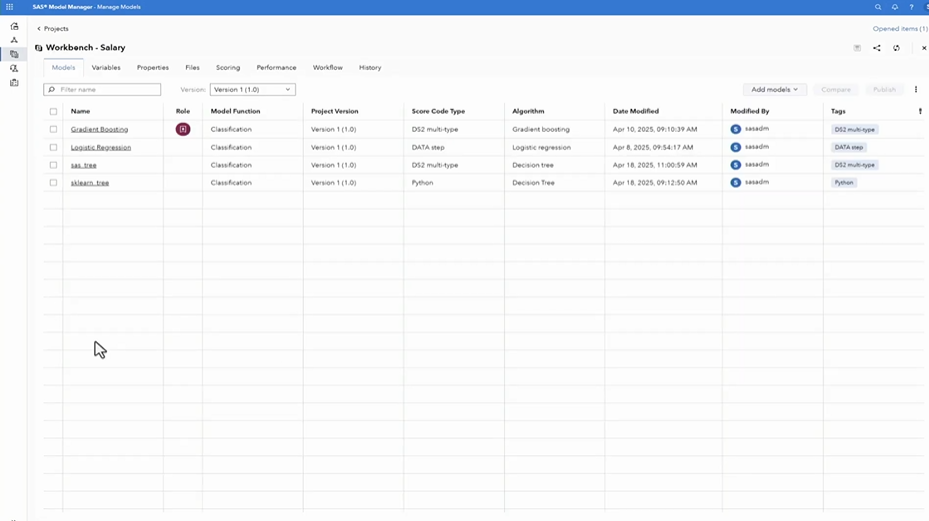 SAS® Model Manager - Manage Models
Projects
Opened items (1)
Workbench - Salary
Models Variables Properties Files Scoring Performance Workflow History
Filter name Version: Version 1 (1.0) Add models Compare Publish
Name Role Model Function Project Version Score Code Type Algorithm Date Modified Modified By Tags
Gradient Boosting Classification Version 1 (1.0) DS2 multi-type Gradient boosting Apr 10, 2025, 09:10:39 AM S sasadm DS2 multi-type
Logistic Regression Classification Version 1 (1.0) DATA step Logistic regression Apr 8, 2025, 09:54:17 AM S sasadm DATA step
sas_tree Classification Version 1 (1.0) DS2 multi-type Decision tree Apr 18, 2025, 11:00:59 AM S sasadm DS2 multi-type
sklearn_tree Classification Version 1 (1.0) Python Decision Tree Apr 18, 2025, 09:12:50 AM S sasadm Python